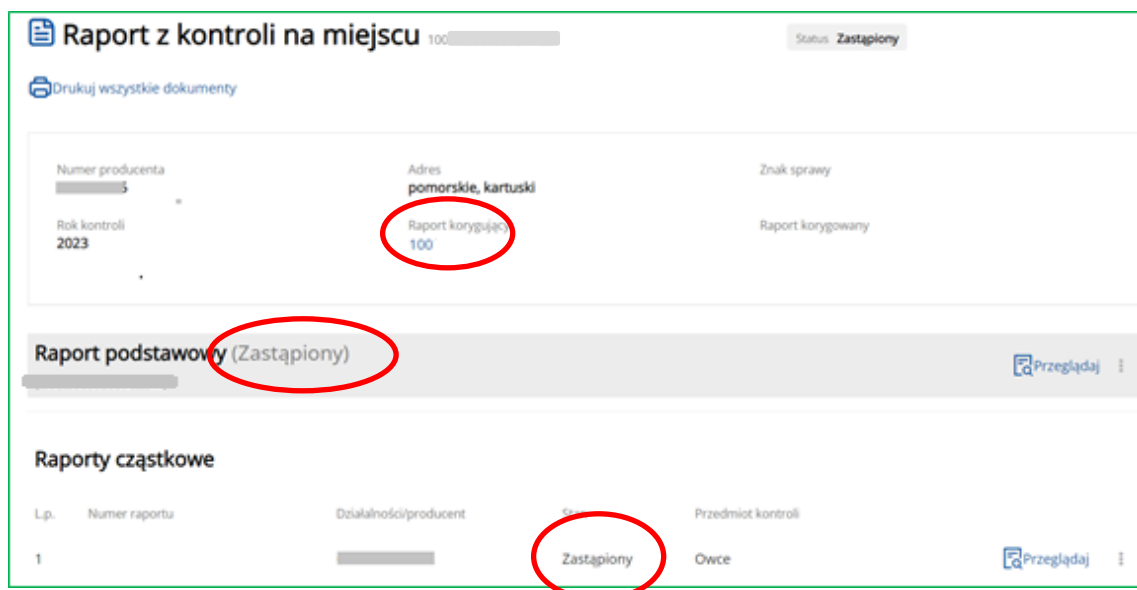 Raport z kontroli na miejscu 100
Status Zastąpiony
Drukuj wszystkie dokumenty
Numer producenta
Adres
Znak sprawy
5
pomorskie, kartuski
Rok kontroli
Raport korygujący
Raport korygowany
2023
100
Raport podstawowy (Zastąpiony)
Przeglądaj
Raporty cząstkowe
L.p. Numer raportu Działalności/producent Przedmiot kontroli
1 Zastąpiony Owce Przeglądaj